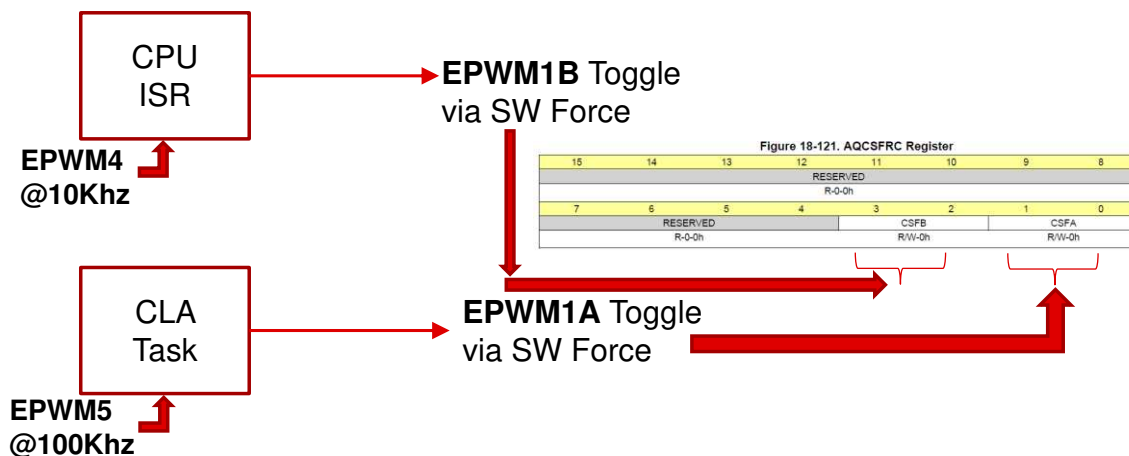 CPU
ISR
EPWM4
@10Khz
EPWM1B Toggle
via SW Force
Figure 18-121. AQCSFRC Register
15 14 13 12 11 10 9 8
RESERVED
R-0-0h
7 6 5 4 3 2 1 0
RESERVED CSFB CSFA
R-0-0h R/W-0h R/W-0h
CLA
Task
EPWM5
@100Khz
EPWM1A Toggle
via SW Force